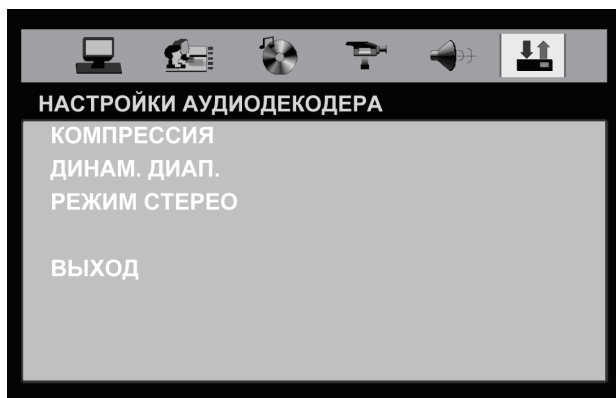 НАСТРОЙКИ АУДИОДЕКОДЕРА
КОМПРЕССИЯ
ДИНАМ. ДИАП.
РЕЖИМ СТЕРЕО
ВЫХОД